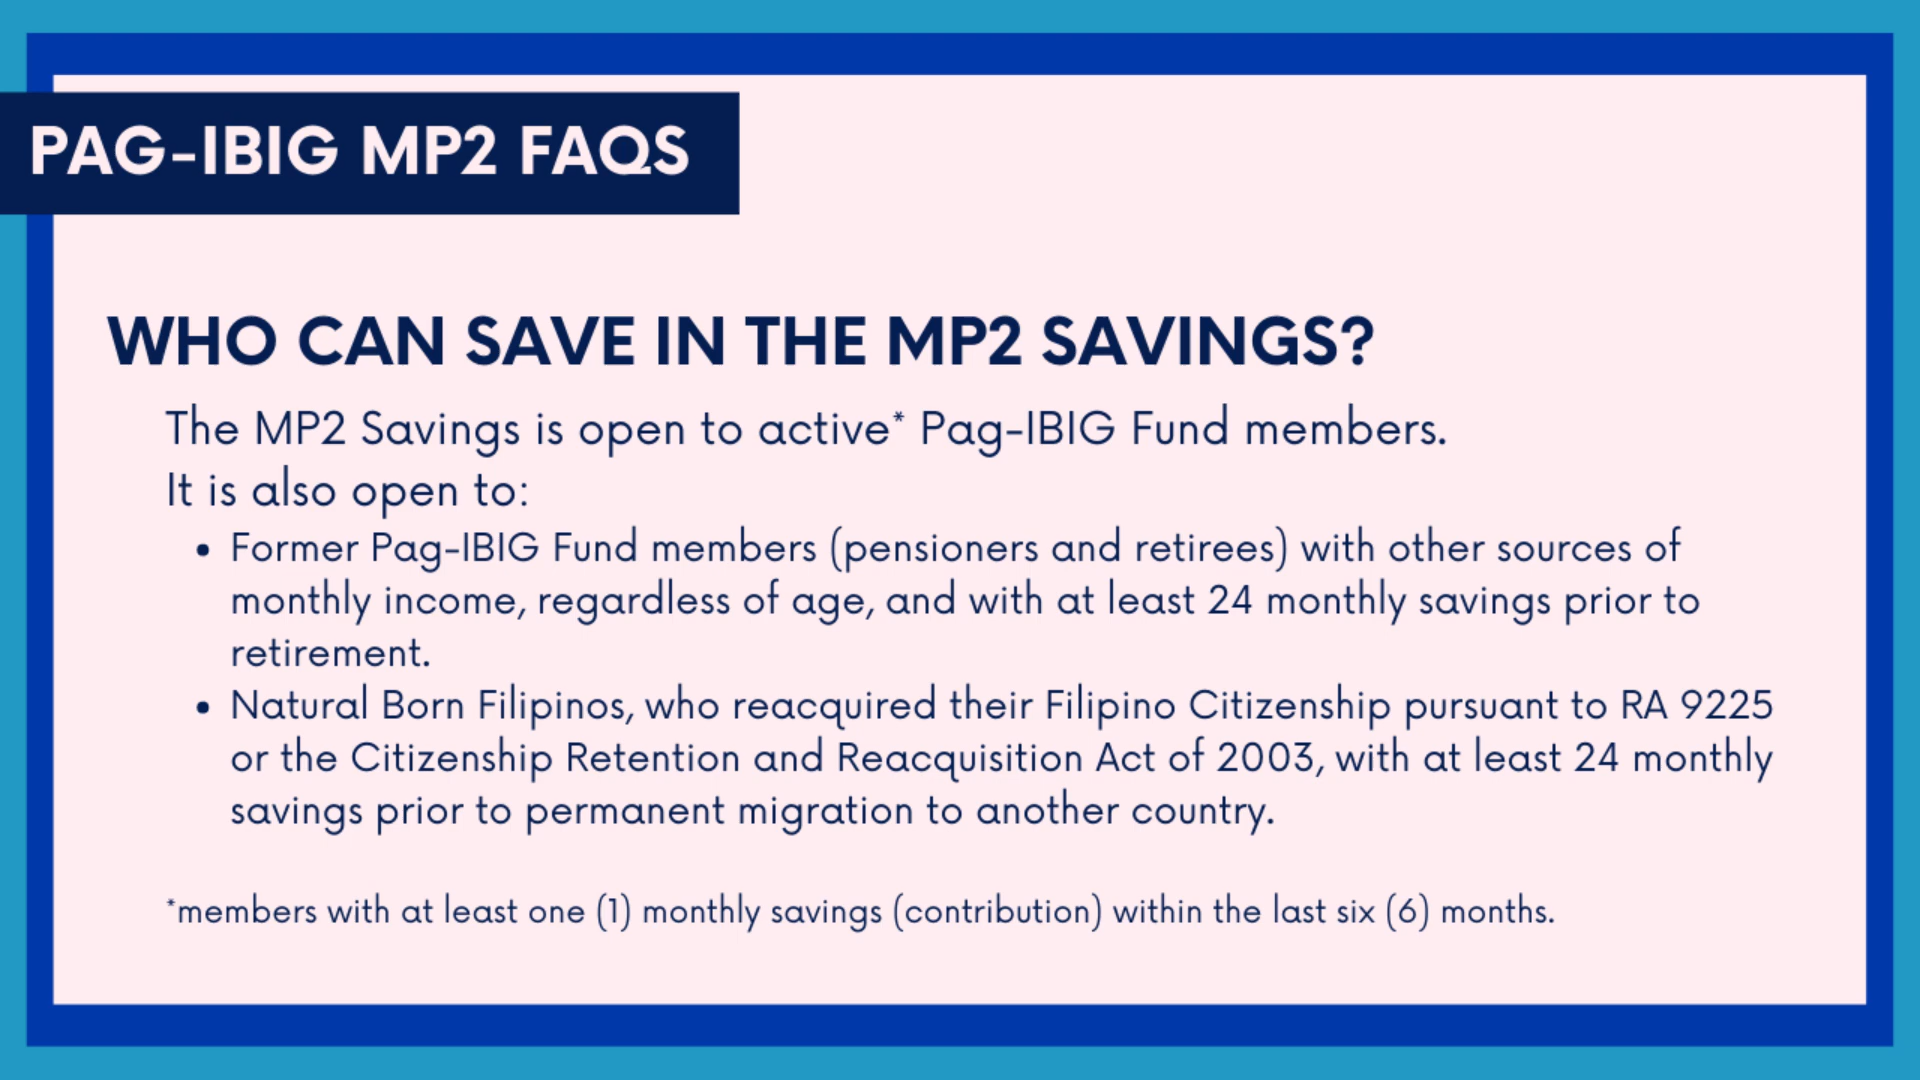 PAG-IBIG MP2 FAQS
WHO CAN SAVE IN THE MP2 SAVINGS?
The MP2 Savings is open to active* Pag-IBIG Fund members.
It is also open to:
• Former Pag-IBIG Fund members (pensioners and retirees) with other sources of
monthly income, regardless of age, and with at least 24 monthly savings prior to
retirement.
• Natural Born Filipinos, who reacquired their Filipino Citizenship pursuant to RA 9225
or the Citizenship Retention and Reacquisition Act of 2003, with at least 24 monthly
savings prior to permanent migration to another country.
*members with at least one (1) monthly savings (contribution) within the last six (6) months.